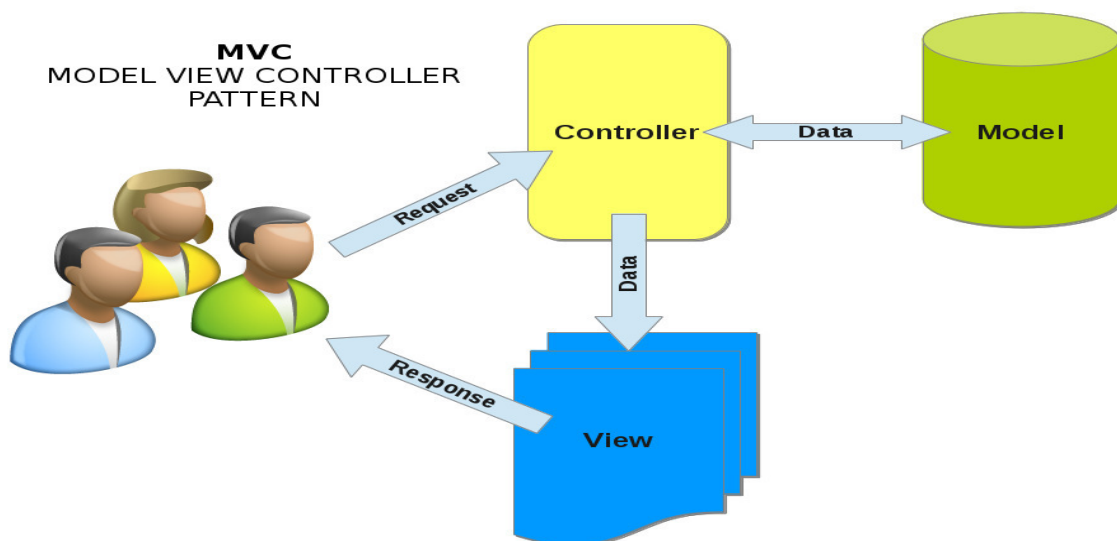 MVC
MODEL VIEW CONTROLLER
PATTERN
Controller
Data
Model
Request
Data
Response
View